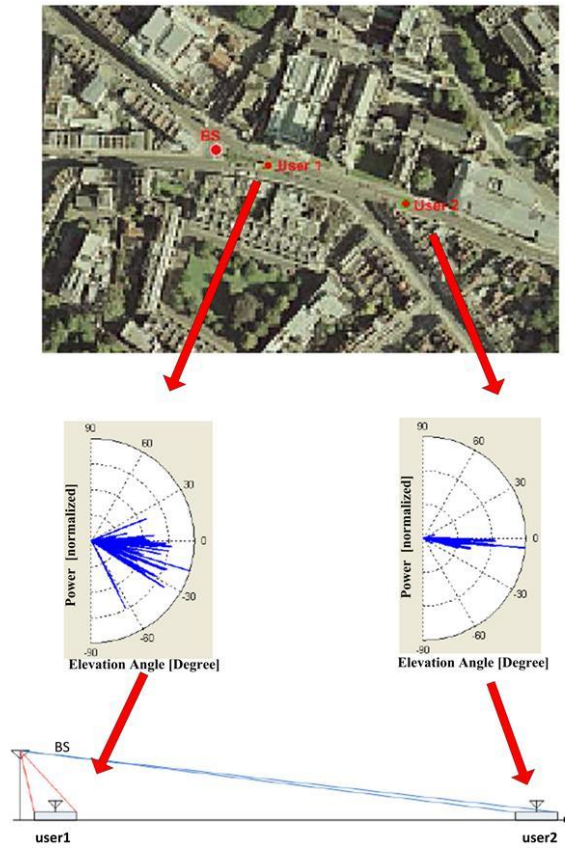 BS
User 1
User 2
90
60
30
0
-30
-60
-90
Power [normalized]
Elevation Angle [Degree]
90
60
30
0
-30
-60
-90
Power [normalized]
Elevation Angle [Degree]
BS
user1
user2